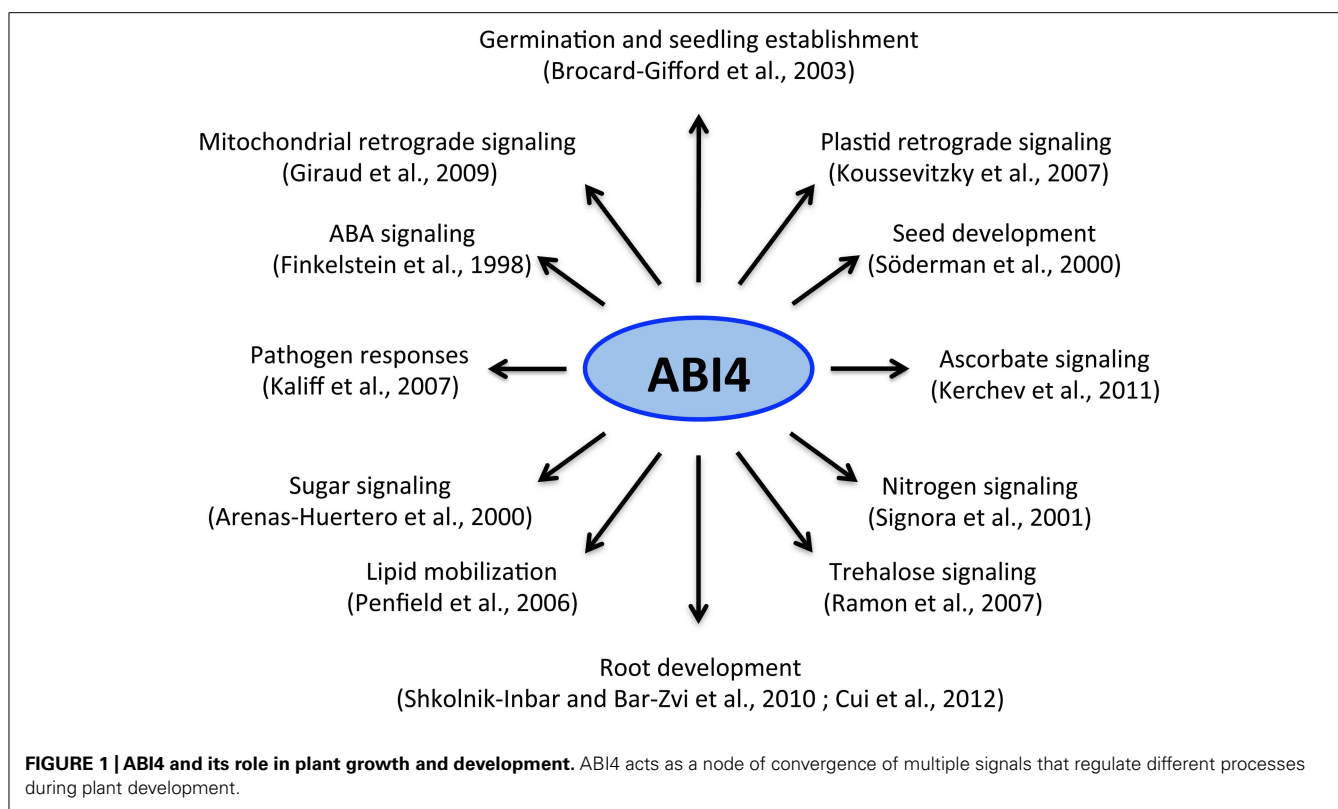 Germination and seedling establishment
(Brocard-Gifford et al., 2003)
Mitochondrial retrograde signaling
(Giraud et al., 2009)
Plastid retrograde signaling
(Koussevitzky et al., 2007)
ABA signaling
(Finkelstein et al., 1998)
Seed development
(Söderman et al., 2000)
Pathogen responses
(Kaliff et al., 2007)
ABI4
Ascorbate signaling
(Kerchev et al., 2011)
Sugar signaling
(Arenas-Huertero et al., 2000)
Nitrogen signaling
(Signora et al., 2001)
Lipid mobilization
(Penfield et al., 2006)
Trehalose signaling
(Ramon et al., 2007)
Root development
(Shkolnik-Inbar and Bar-Zvi et al., 2010 ; Cui et al., 2012)
FIGURE 1 | ABI4 and its role in plant growth and development. ABI4 acts as a node of convergence of multiple signals that regulate different processes
during plant development.